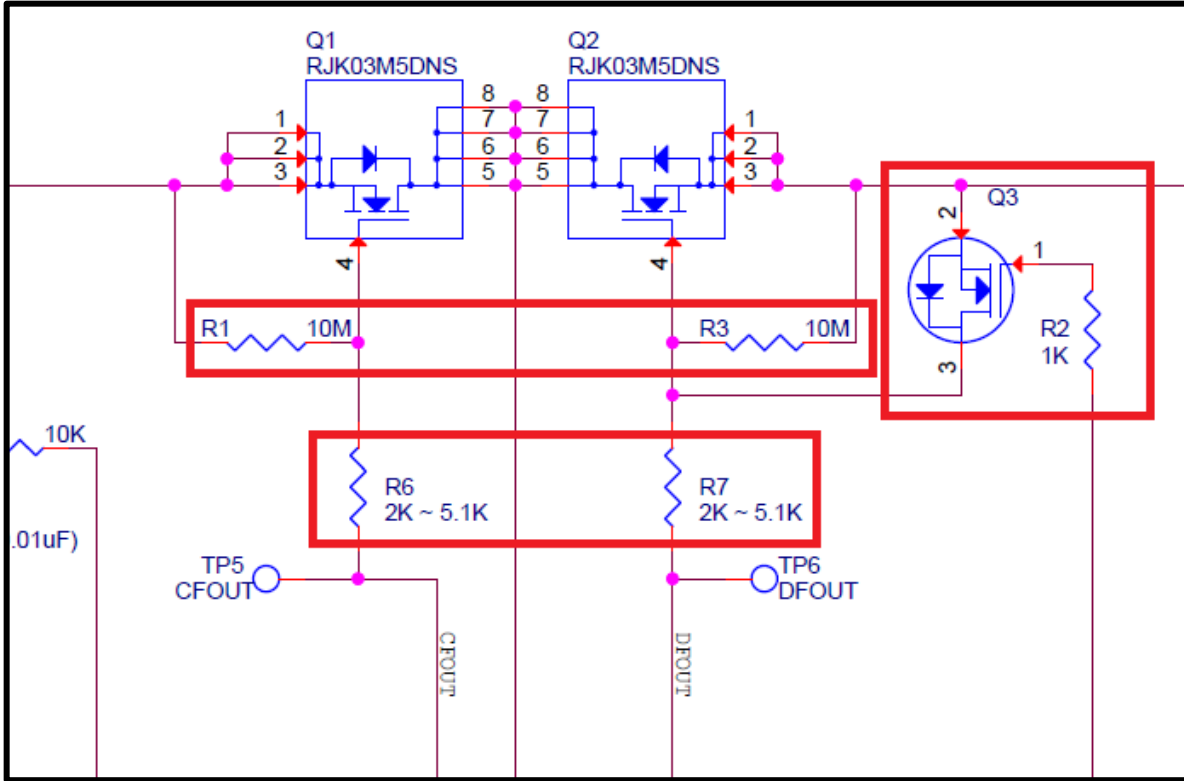 Q1
RJK03M5DNS
Q2
RJK03M5DNS
8
7
6
5
8
7
6
5
1
2
3
1
2
3
4
4
Q3
2
1
3
R1
10M
R3
10M
R2
1K
10K
R6
2K ~ 5.1K
R7
2K ~ 5.1K
.01uF)
TP5
CFOUT
TP6
DFOUT
CFOUT
DFOUT